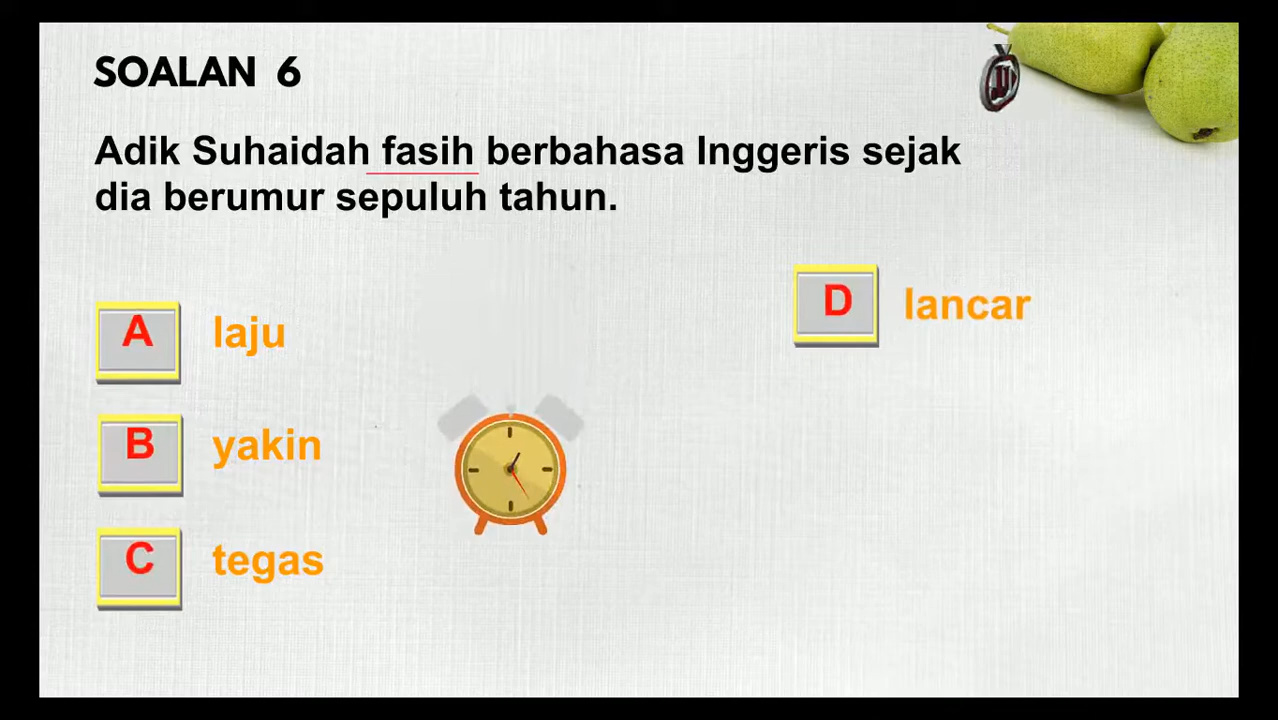 SOALAN 6
Adik Suhaidah fasih berbahasa Inggeris sejak
dia berumur sepuluh tahun.
A laju
B yakin
C tegas
D lancar